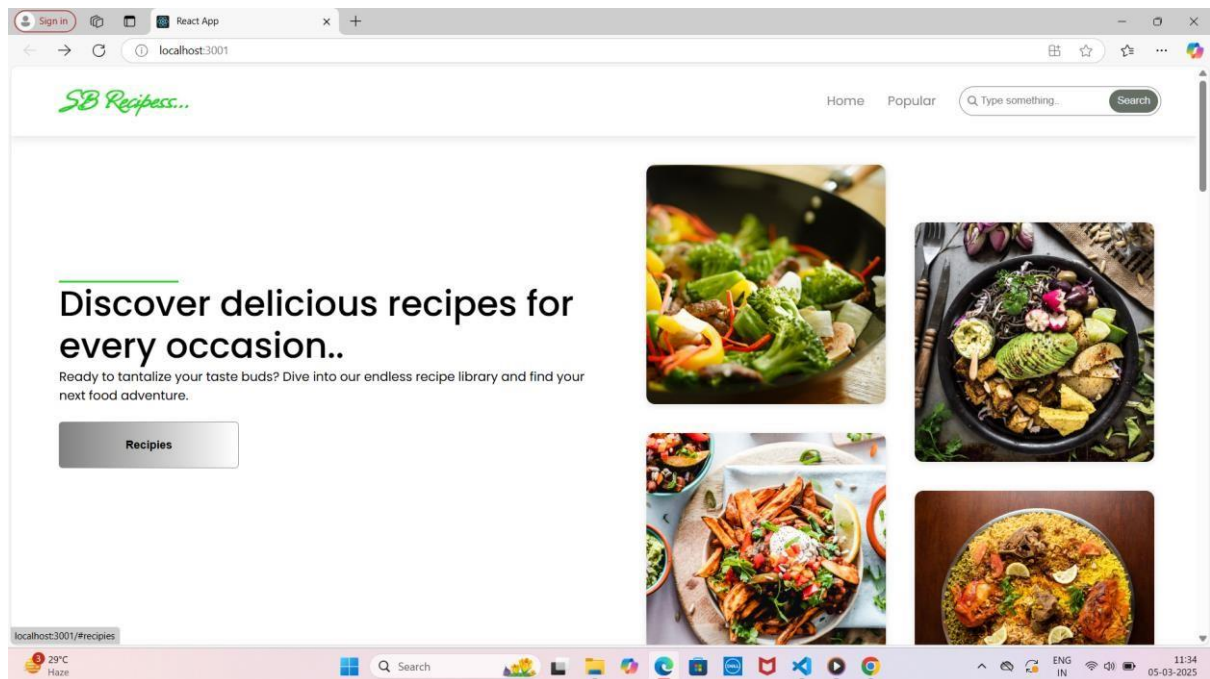 Sign in
React App
localhost:3001
SB Recipess...
Home Popular Type something.. Search
Discover delicious recipes for
every occasion..
Ready to tantalize your taste buds? Dive into our endless recipe library and find your
next food adventure.
Recipies
localhost:3001/#recipies
3
29°C
Haze
Search
DELL
ENG
IN
11:34
05-03-2025